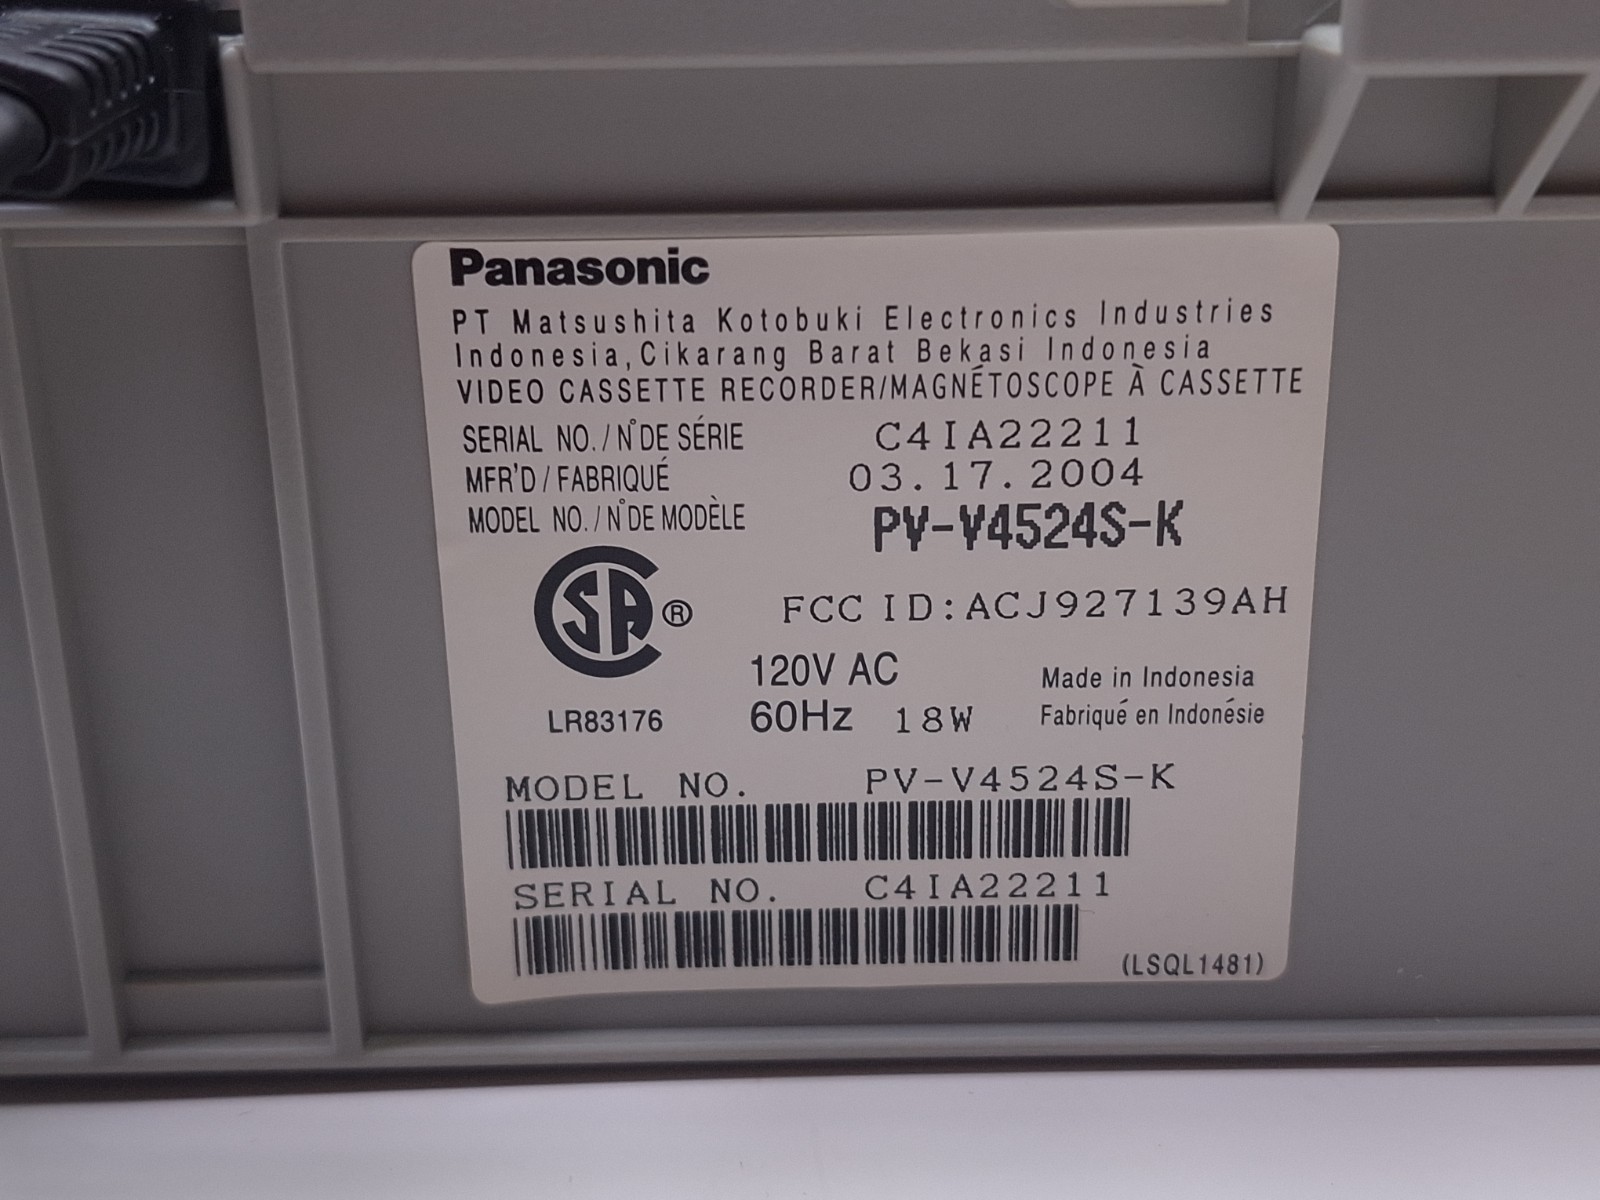 Panasonic
PT Matsushita Kotobuki Electronics Industries
Indonesia,Cikarang Barat Bekasi Indonesia
VIDEO CASSETTE RECORDER/MAGNÉTOSCOPE À CASSETTE
SERIAL NO./N°DE SÉRIE C4IA22211
MFR'D/FABRIQUÉ 03.17.2004
MODEL NO./N°DE MODÈLE PV-V4524S-K
SA ®
FCC ID:ACJ927139AH
120V AC Made in Indonesia
LR83176 60Hz 18W Fabriqué en Indonésie
MODEL NO. PV-V4524S-K
SERIAL NO. C4IA22211
(LSQL1481)